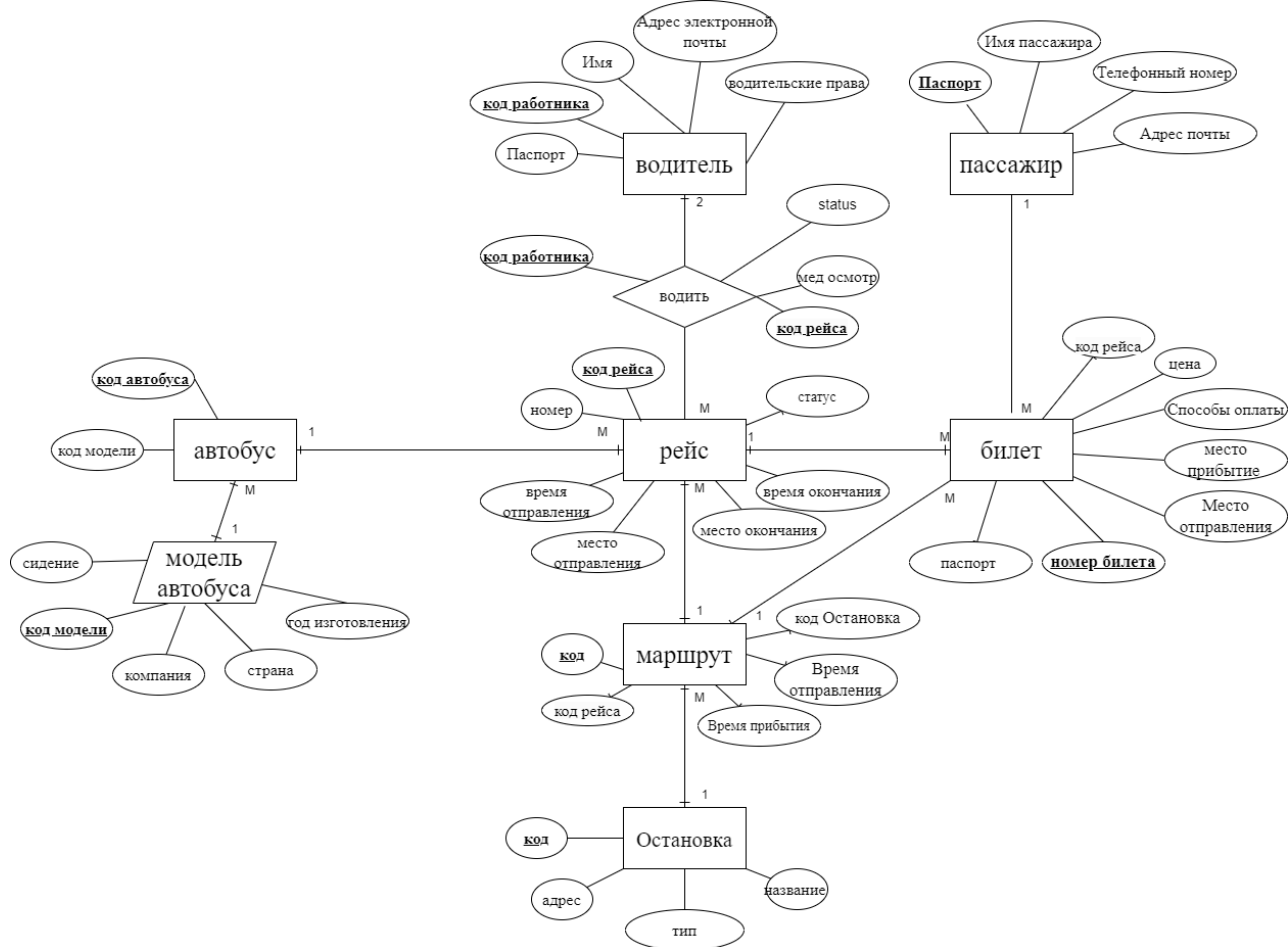 Адрес электронной
почты
Имя
водительские права
код работника
Паспорт
водитель
Имя пассажира
Паспорт
Телефонный номер
Адрес почты
пассажир
2
1
status
код работника
мед осмотр
водить
код рейса
код рейса
цена
код рейса
статус
номер
Способы оплаты
код автобуса
M
M
1
M
1
M
код модели
автобус
рейс
билет
место
прибытие
M
M
M
время
отправления
время окончания
место окончания
место
отправления
Место
отправления
паспорт
номер билета
1
сидение
модель
автобуса
код модели
год изготовления
компания
страна
1
1
код Остановка
код
маршрут
Время
отправления
код рейса
M
Время прибытия
1
код
Остановка
адрес
название
тип